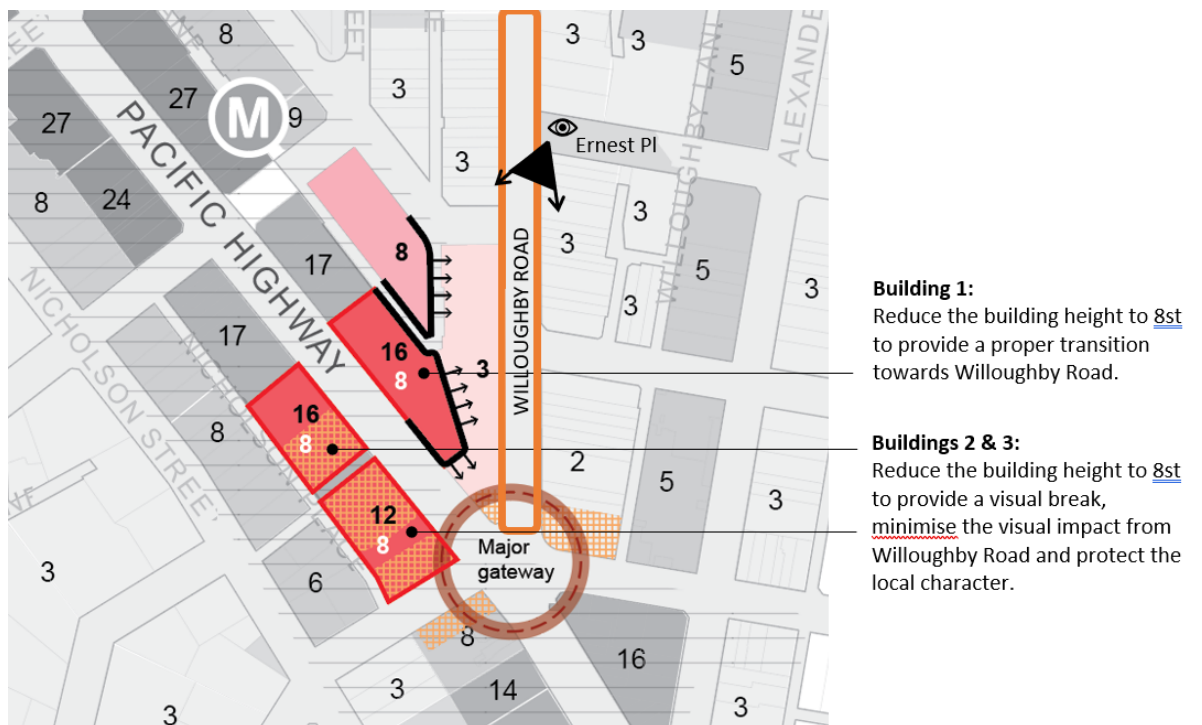 8
3
3
5
ALEXANDE
27
M
9
27
3
PACIFIC HIGHWAY
Ernest Pl
3
8
24
3
8
3
WILLOUGHBY LANE
17
5
3
3
WILLOUGHBY ROAD
NICHOLSON STREET
17
NICHOLSON PLACE
16
8
3
16
8
8
2
5
3
12
8
Major
gateway
3
6
8
16
3
14
3
3
Building 1:
Reduce the building height to 8st
to provide a proper transition
towards Willoughby Road.
Buildings 2 & 3:
Reduce the building height to 8st
to provide a visual break,
minimise the visual impact from
Willoughby Road and protect the
local character.